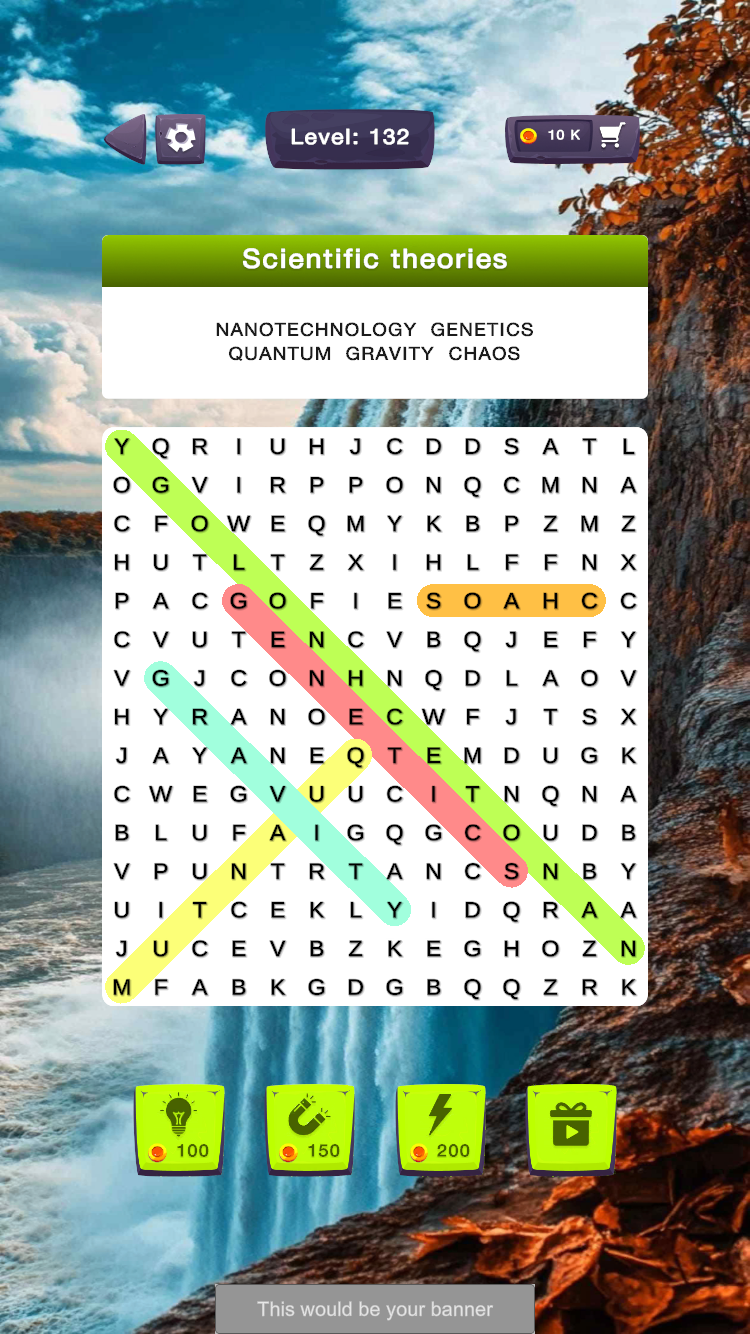 Level: 132
10 K
Scientific theories
NANOTECHNOLOGY GENETICS
QUANTUM GRAVITY CHAOS
Y Q R I U H J C D D S A T L
O G V I R P P O N Q C M N A
C F O W E Q M Y K B P Z M Z
H U T L T Z X I H L F F N X
P A C G O F I E S O A H C C
C V U T E N C V B Q J E F Y
V G J C O N H N Q D L A O V
H Y R A N O E C W F J T S X
J A Y A N E Q T E M D U G K
C W E G V U U C I T N Q N A
B L U F A I G Q G C O U D B
V P U N T R T A N C S N B Y
U I T C E K L Y I D Q R A A
J U C E V B Z K E G H O Z N
M F A B K G D G B Q Q Z R K
100 150 200
This would be your banner